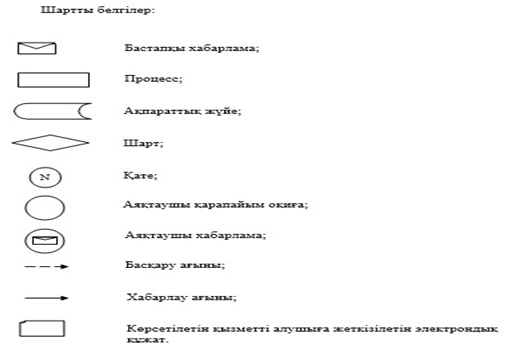 Шартты белгілер:
Бастапқы хабарлама;
Процесс;
Ақпараттық жүйе;
Шарт;
N
Қате;
Аяқтаушы қарапайым оқиға;
Аяқтаушы хабарлама;
Басқару ағыны;
Хабарлау ағыны;
Көрсетілетін қызметті алушыға жеткізілетін электрондық
құжат.